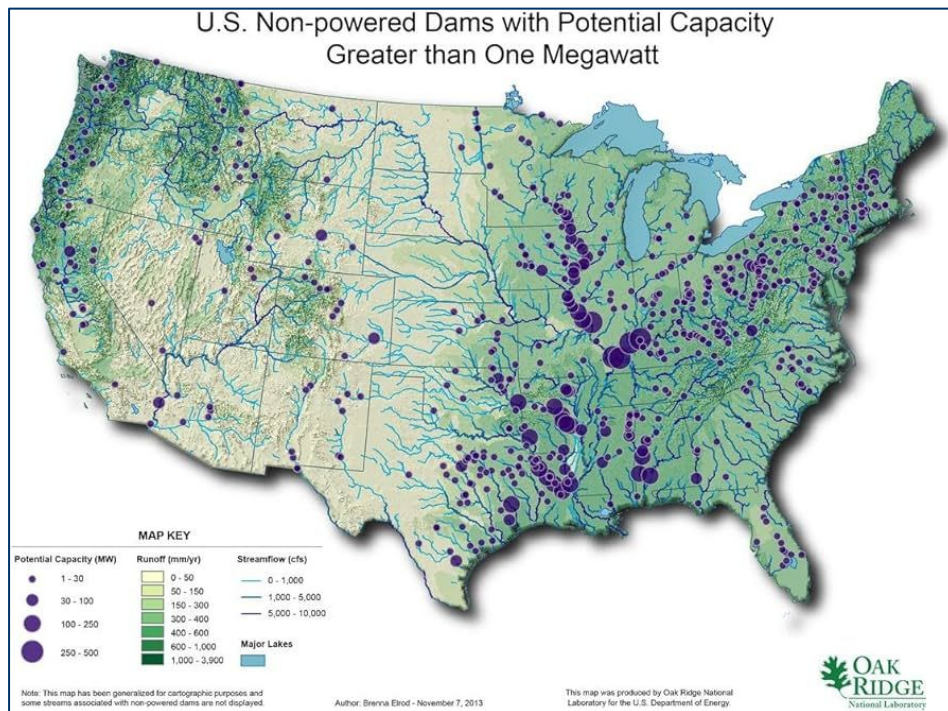 U.S. Non-powered Dams with Potential Capacity
Greater than One Megawatt
MAP KEY
Potential Capacity (MW)
1 - 30
30 - 100
100 - 250
250 - 500
Runoff (mm/yr)
0 - 50
50 - 150
150 - 300
300 - 400
400 - 600
600 - 1,000
1,000 - 3,900
Streamflow (cfs)
0 - 1,000
1,000 - 5,000
5,000 - 10,000
Major Lakes
Note: This map has been generalized for cartographic purposes and
some streams associated with non-powered dams are not displayed.
Author: Brenna Elrod - November 7, 2013
This map was produced by Oak Ridge National
Laboratory for the U.S. Department of Energy.
OAK
RIDGE
National Laboratory